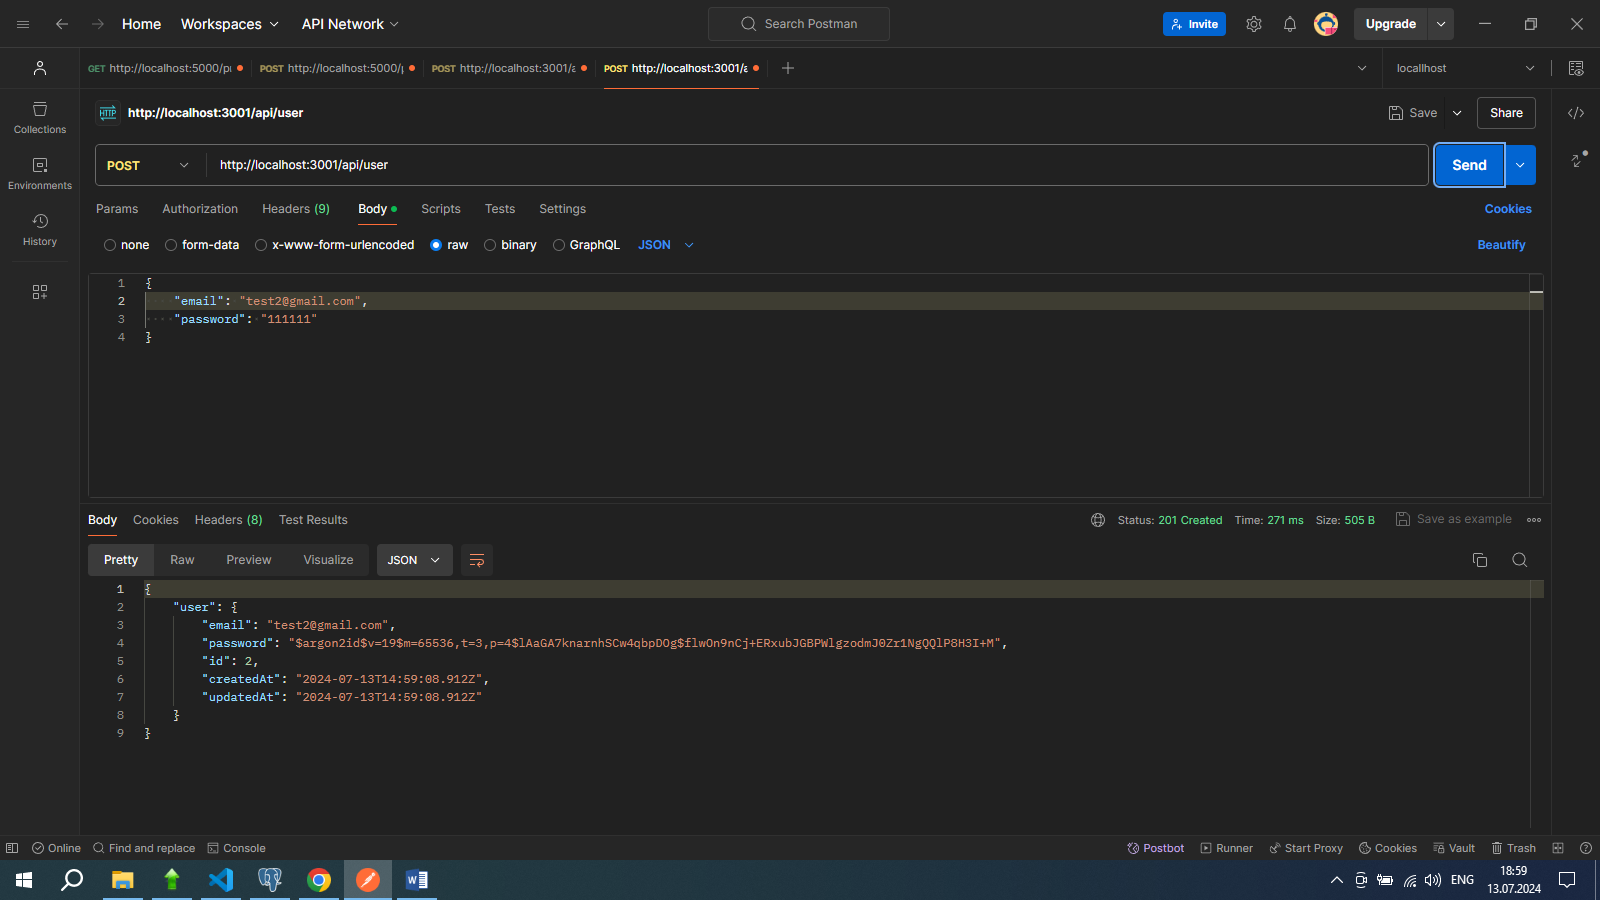 Home Workspaces API Network Search Postman Invite Upgrade
GET http://localhost:5000/pr POST http://localhost:5000/p POST http://localhost:3001/a POST http://localhost:3001/a locallhost
HTTP http://localhost:3001/api/user Save Share
Collections
POST http://localhost:3001/api/user Send
Environments
Params Authorization Headers (9) Body Scripts Tests Settings Cookies
History
none form-data x-www-form-urlencoded raw binary GraphQL JSON Beautify
1 {
2 "email": "test2@gmail.com",
3 "password": "111111"
4 }
Body Cookies Headers (8) Test Results Status: 201 Created Time: 271 ms Size: 505 B Save as example
Pretty Raw Preview Visualize JSON
1 {
2 "user": {
3 "email": "test2@gmail.com",
4 "password": "$argon2id$v=19$m=65536,t=3,p=4$lAaGA7knarnhSCw4qbpDOg$flwOn9nCj+ERxubJGBPWlgzodmJ0Zr1NgQQlP8H3I+M",
5 "id": 2,
6 "createdAt": "2024-07-13T14:59:08.912Z",
7 "updatedAt": "2024-07-13T14:59:08.912Z"
8 }
9 }
Online Find and replace Console Postbot Runner Start Proxy Cookies Vault Trash
ENG 18:59
13.07.2024